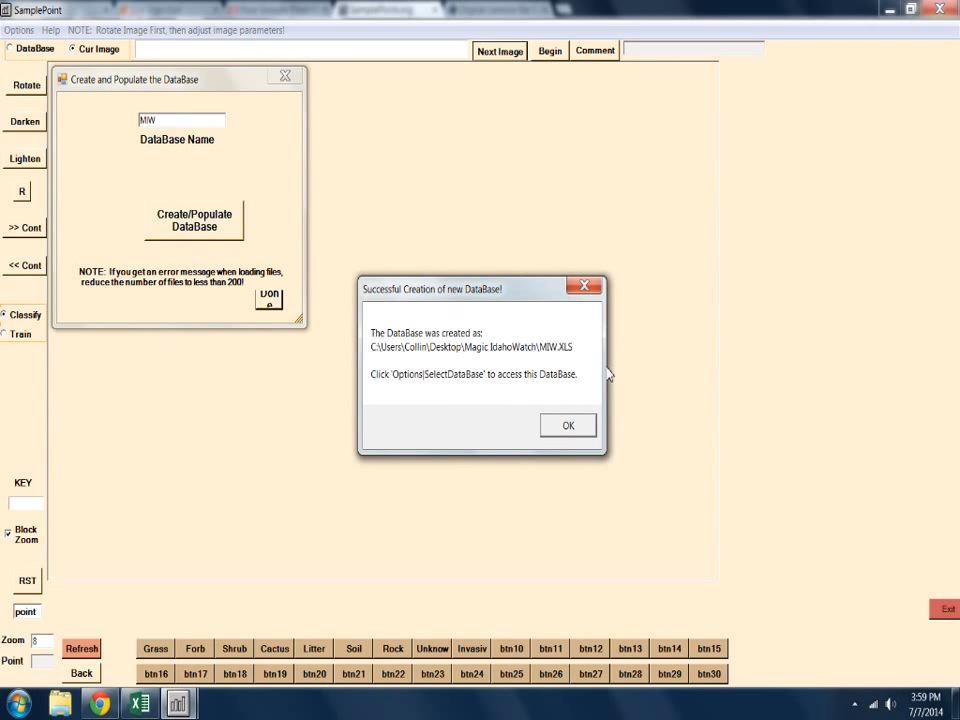 SamplePoint
Options Help NOTE: Rotate Image First, then adjust image parameters!
DataBase Cur Image Next Image Begin Comment
Create and Populate the DataBase
MIW
DataBase Name
Create/Populate
DataBase
NOTE: If you get an error message when loading files,
reduce the number of files to less than 200!
Don
e
Successful Creation of new DataBase!
The DataBase was created as:
C:\Users\Collin\Desktop\Magic IdahoWatch\MIW.XLS
Click 'Options|SelectDataBase' to access this DataBase.
OK
Rotate
Darken
Lighten
R
>> Cont
<< Cont
Classify
Train
KEY
Block
Zoom
RST
point
Exit
Zoom 8
Point
Refresh
Back
Grass Forb Shrub Cactus Litter Soil Rock Unknow Invasiv btn10 btn11 btn12 btn13 btn14 btn15
btn16 btn17 btn18 btn19 btn20 btn21 btn22 btn23 btn24 btn25 btn26 btn27 btn28 btn29 btn30
3:59 PM
7/7/2014